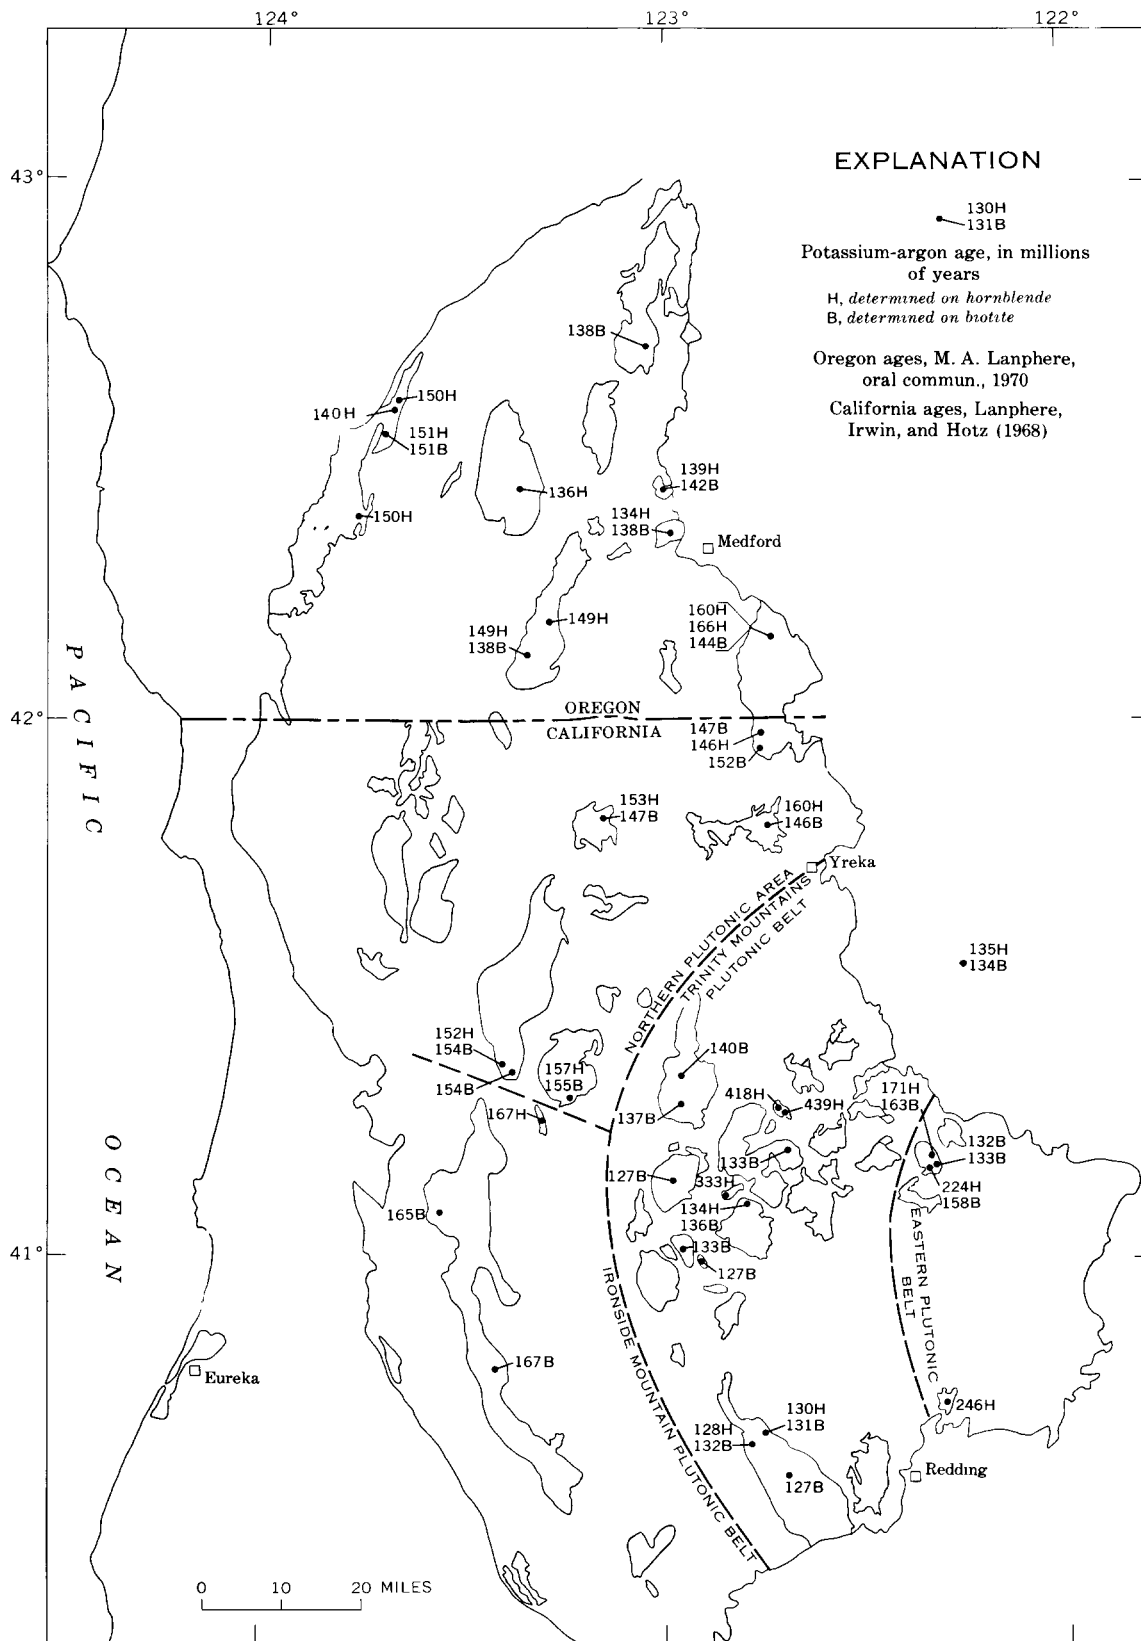 124°
123°
122°
43°
EXPLANATION
130H
131B
Potassium-argon age, in millions
of years
H, determined on hornblende
B, determined on biotite
Oregon ages, M. A. Lanphere,
oral commun., 1970
California ages, Lanphere,
Irwin, and Hotz (1968)
138B
150H
140H
151H
151B
136H
139H
142B
150H
134H
138B
Medford
149H
149H
138B
160H
166H
144B
PACIFIC
42°
OREGON
CALIFORNIA
147B
146H
152B
153H
147B
160H
146B
Yreka
NORTHERN PLUTONIC AREA
TRINITY MOUNTAINS
PLUTONIC BELT
135H
134B
152H
154B
154B
157H
155B
140B
137B
418H
439H
171H
163B
167H
132B
133B
133B
127B
333H
134H
136B
224H
158B
165B
OCEAN
41°
133B
127B
EASTERN PLUTONIC
BELT
IRONSIDE MOUNTAIN PLUTONIC BELT
Eureka
167B
246H
130H
131B
128H
132B
127B
Redding
0 10 20 MILES